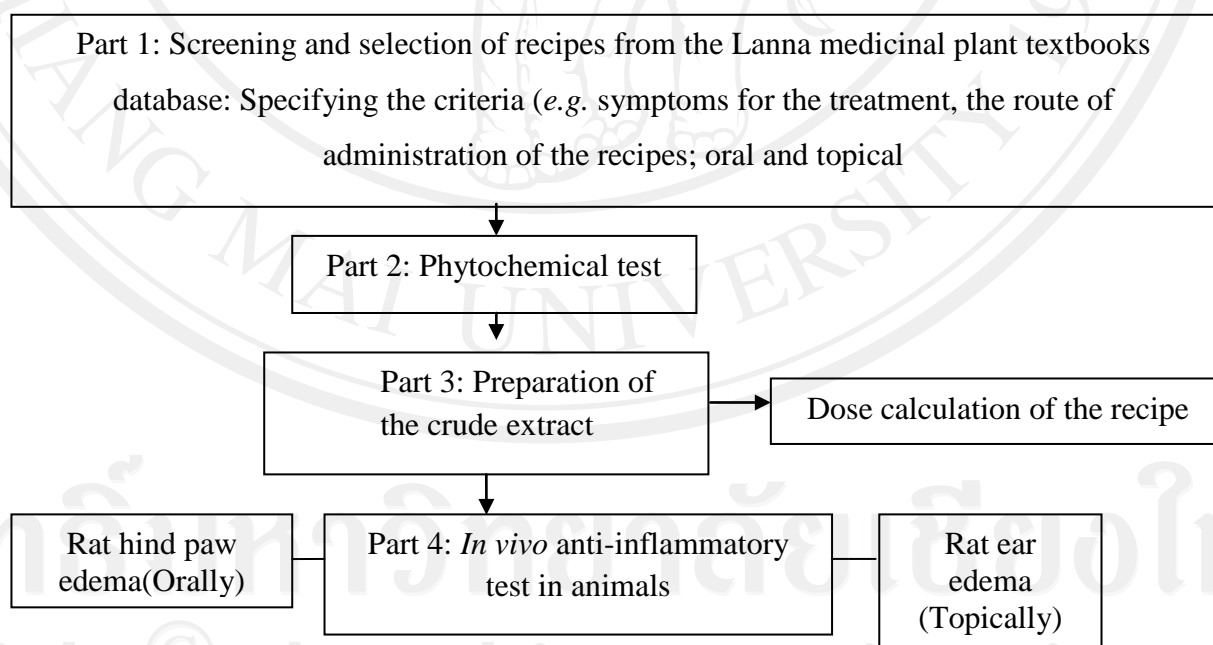 Part 1: Screening and selection of recipes from the Lanna medicinal plant textbooks
database: Specifying the criteria (e.g. symptoms for the treatment, the route of
administration of the recipes; oral and topical
Part 2: Phytochemical test
Part 3: Preparation of
the crude extract
Dose calculation of the recipe
Rat hind paw
edema(Orally)
Part 4: In vivo anti-inflammatory
test in animals
Rat ear
edema
(Topically)
ANG MAI UNIVERSITY